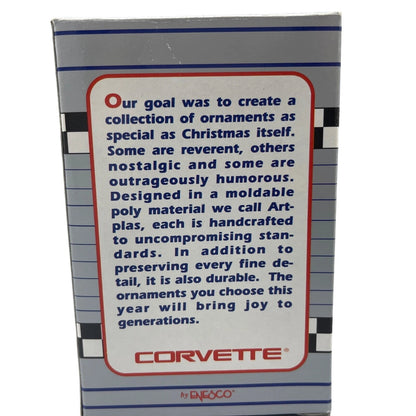 Our goal was to create a
collection of ornaments as
special as Christmas itself.
Some are reverent, others
nostalgic and some are
outrageously humorous.
Designed in a moldable
poly material we call Art-
plas, each is handcrafted
to uncompromising stan-
dards. In addition to
preserving every fine de-
tail, it is also durable. The
ornaments you choose this
year will bring joy to
generations.
CORVETTE®
By ENESCO®